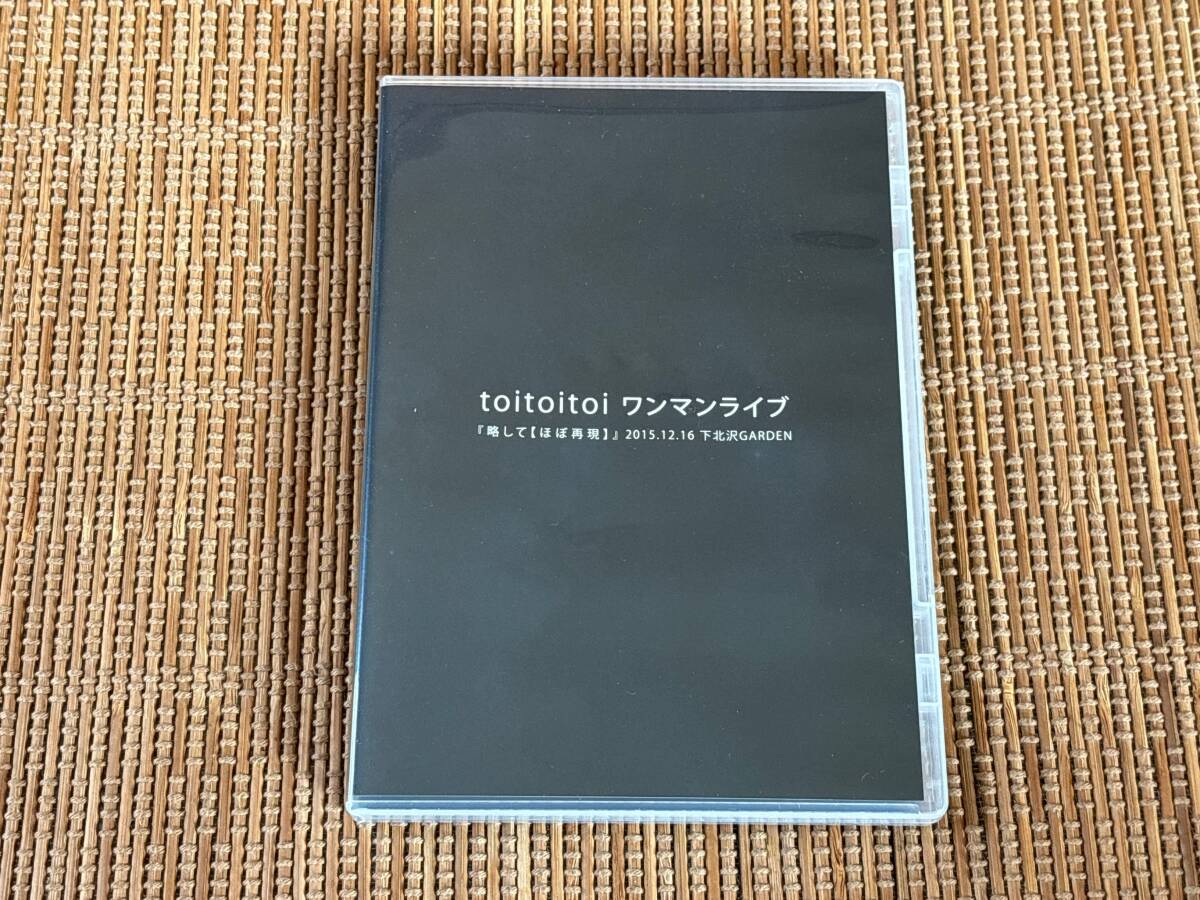 toitoitoi ワンマンライブ
『略して【ほぼ再現】』2015.12.16 下北沢GARDEN